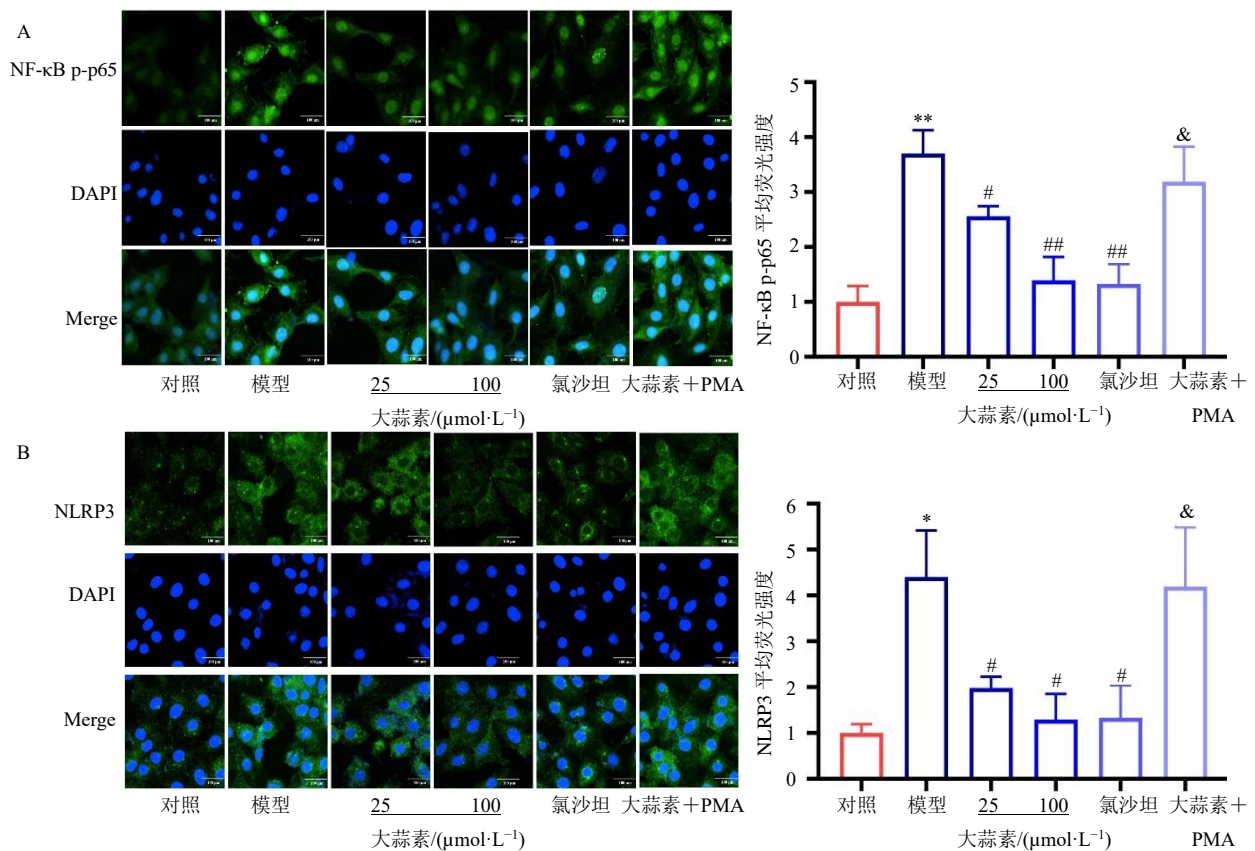 A
NF-κB p-p65
DAPI
Merge
100 μm
对照 模型 25 100 氯沙坦 大蒜素＋PMA
大蒜素/(μmol·L⁻¹)
NF-κB p-p65 平均荧光强度
5
4
3
2
1
0
**
#
##
##
&
对照 模型 25 100 氯沙坦 大蒜素＋
大蒜素/(μmol·L⁻¹) PMA
B
NLRP3
DAPI
Merge
100 μm
对照 模型 25 100 氯沙坦 大蒜素＋PMA
大蒜素/(μmol·L⁻¹)
NLRP3 平均荧光强度
6
5
4
3
2
1
0
*
#
#
#
&
对照 模型 25 100 氯沙坦 大蒜素＋
大蒜素/(μmol·L⁻¹) PMA